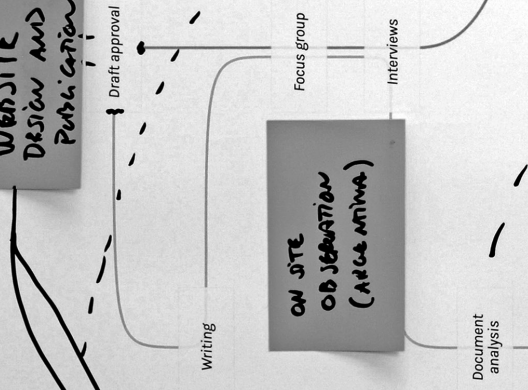 WEBSITE
DESIGN AND
PUBLICATION
Draft approval
Writing
Focus group
Interviews
ON SITE
OBSERVATION
(ARGENTINA)
Document
analysis